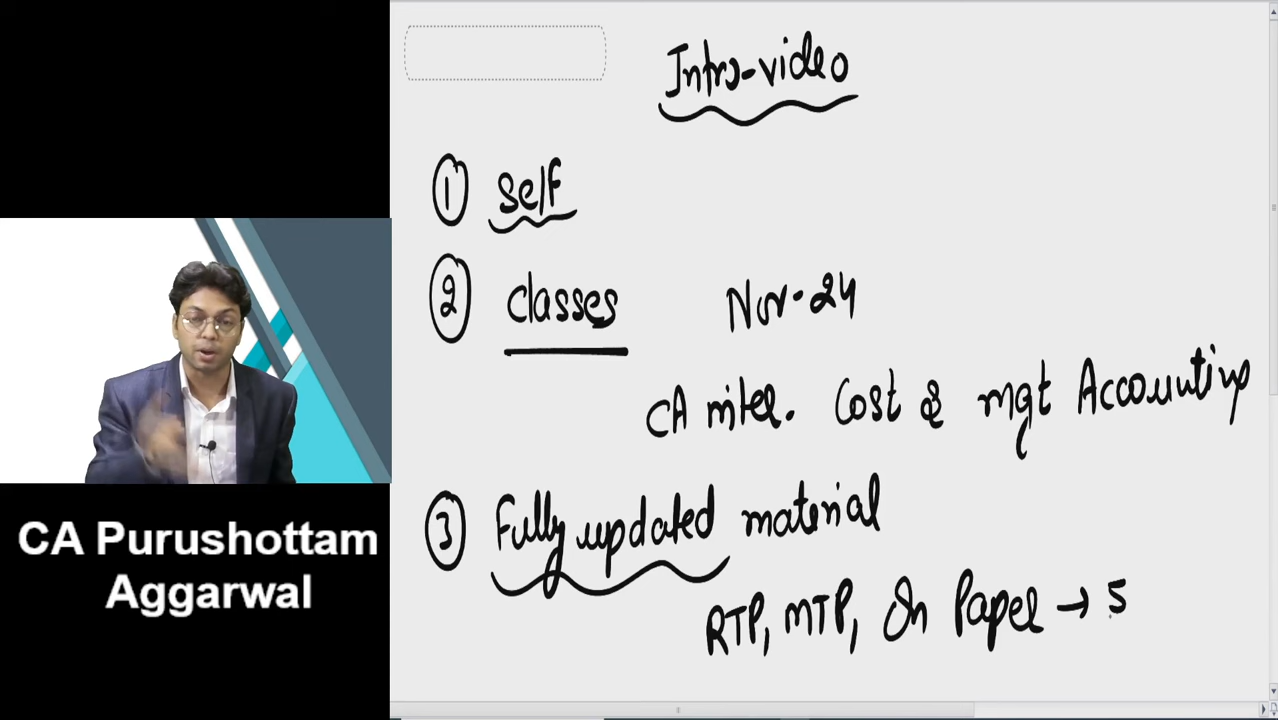 Intro-video
① Self
② Classes Nov-24
CA inter. Cost & mgt Accounting
③ Fully updated material
RTP, MTP, Qn Paper → 5
CA Purushottam
Aggarwal